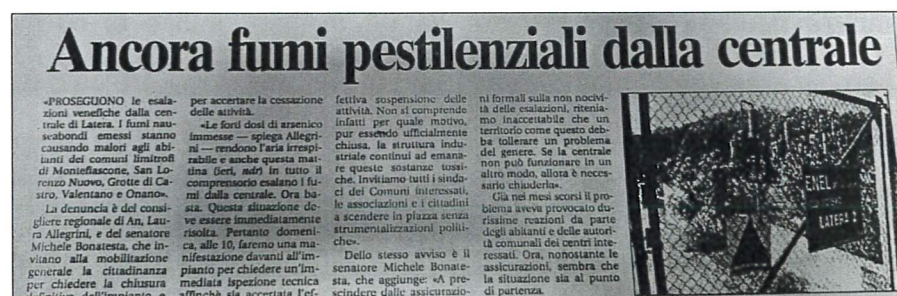 Ancora fumi pestilenziali dalla centrale
«PROSEGUONO le esala-
zioni venefiche dalla cen-
trale di Latera. I fumi nau-
seabondi emessi stanno
causando malori agli abi-
tanti dei comuni limitrofi
di Montefiascone, San Lo-
renzo Nuovo, Grotte di Ca-
stro, Valentano e Onano».
La denuncia è del consi-
gliere regionale di An, Lau-
ra Allegrini, e del senatore
Michele Bonatesta, che in-
vitano alla mobilitazione
generale la cittadinanza
per chiedere la chiusura
definitiva dell'impianto e
per accertare la cessazione
delle attività.
«Le forti dosi di arsenico
immesse — spiega Allegri-
ni — rendono l'aria irrespi-
rabile e anche questa mat-
tina (ieri, ndr) in tutto il
comprensorio esalano i fu-
mi dalla centrale. Ora ba-
sta. Questa situazione de-
ve essere immediatamente
risolta. Pertanto domeni-
ca, alle 10, faremo una ma-
nifestazione davanti all'im-
pianto per chiedere un'im-
mediata ispezione tecnica
affinchè sia accertata l'ef-
fettiva sospensione delle
attività. Non si comprende
infatti per quale motivo,
pur essendo ufficialmente
chiusa, la struttura indu-
striale continui ad emana-
re queste sostanze tossi-
che. Invitiamo tutti i sinda-
ci dei Comuni interessati,
le associazioni e i cittadini
a scendere in piazza senza
strumentalizzazioni politi-
che».
Dello stesso avviso è il
senatore Michele Bonate-
sta, che aggiunge: «A pre-
scindere dalle assicurazio-
ni formali sulla non nocivi-
tà delle esalazioni, ritenia-
mo inaccettabile che un
territorio come questo deb-
ba tollerare un problema
del genere. Se la centrale
non può funzionare in un
altro modo, allora è neces-
sario chiuderla».
Già nei mesi scorsi il pro-
blema aveva provocato du-
rissime reazioni da parte
degli abitanti e delle autori-
tà comunali dei centri inte-
ressati. Ora, nonostante le
assicurazioni, sembra che
la situazione sia al punto
di partenza.
ENEL
LATERA